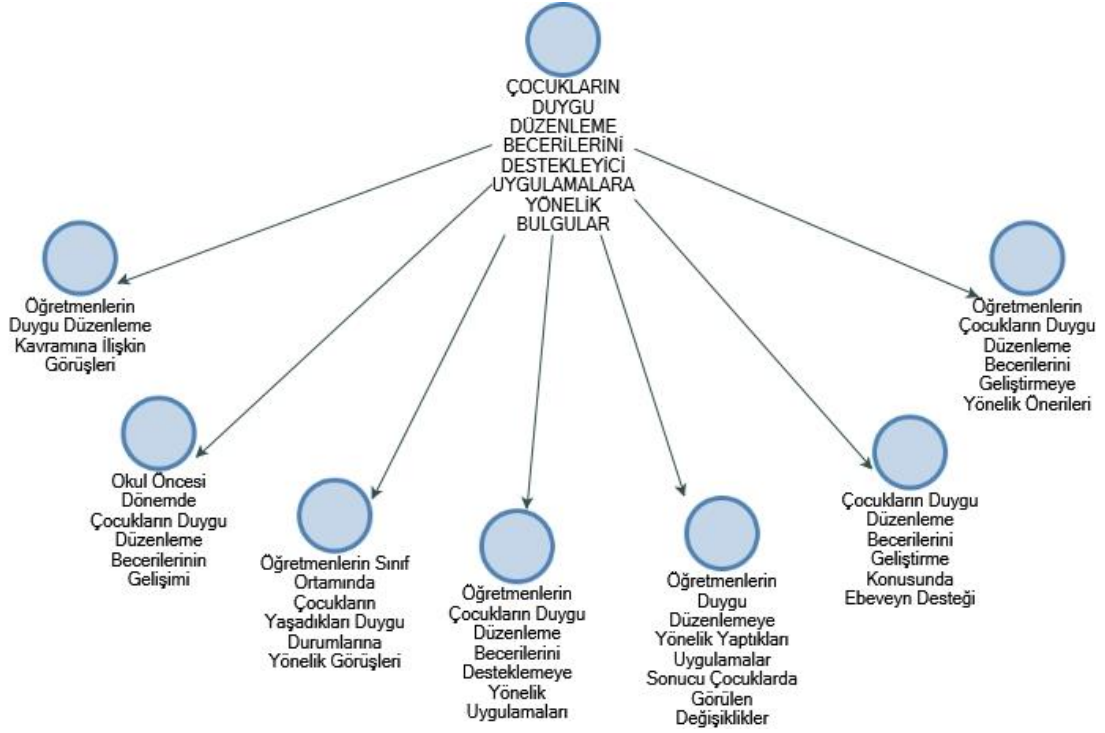 ÇOCUKLARIN
DUYGU
DÜZENLEME
BECERİLERİNİ
DESTEKLEYİCİ
UYGULAMALARA
YÖNELİK
BULGULAR
Öğretmenlerin
Duygu Düzenleme
Kavramına İlişkin
Görüşleri
Okul Öncesi
Dönemde
Çocukların Duygu
Düzenleme
Becerilerinin
Gelişimi
Öğretmenlerin Sınıf
Ortamında
Çocukların
Yaşadıkları Duygu
Durumlarına
Yönelik Görüşleri
Öğretmenlerin
Çocukların Duygu
Düzenleme
Becerilerini
Desteklemeye
Yönelik
Uygulamaları
Öğretmenlerin
Duygu
Düzenlemeye
Yönelik Yaptıkları
Uygulamalar
Sonucu Çocuklarda
Görülen
Değişiklikler
Çocukların Duygu
Düzenleme
Becerilerini
Geliştirme
Konusunda
Ebeveyn Desteği
Öğretmenlerin
Çocukların Duygu
Düzenleme
Becerilerini
Geliştirmeye
Yönelik Önerileri